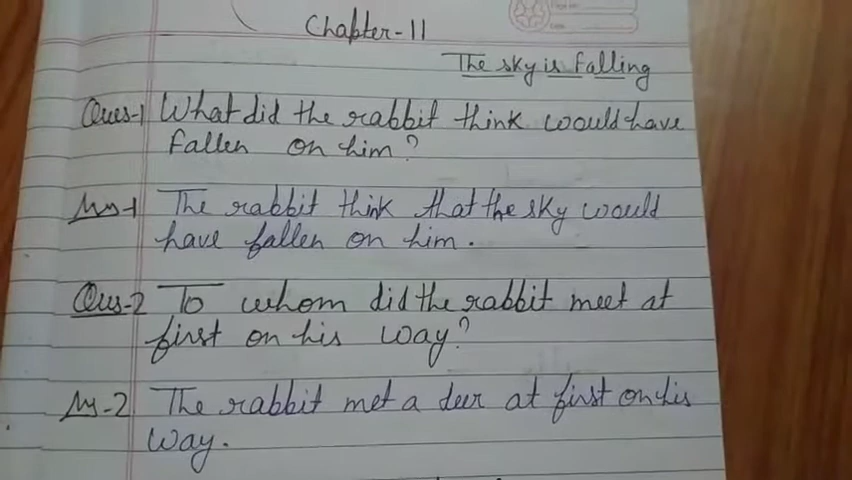 Chapter-11
The sky is falling
Ques-1 What did the rabbit think would have
fallen on him?
Ans-1 The rabbit think that the sky would
have fallen on him.
Ques-2 To whom did the rabbit meet at
first on his way?
Ans-2 The rabbit met a deer at first on his
way.